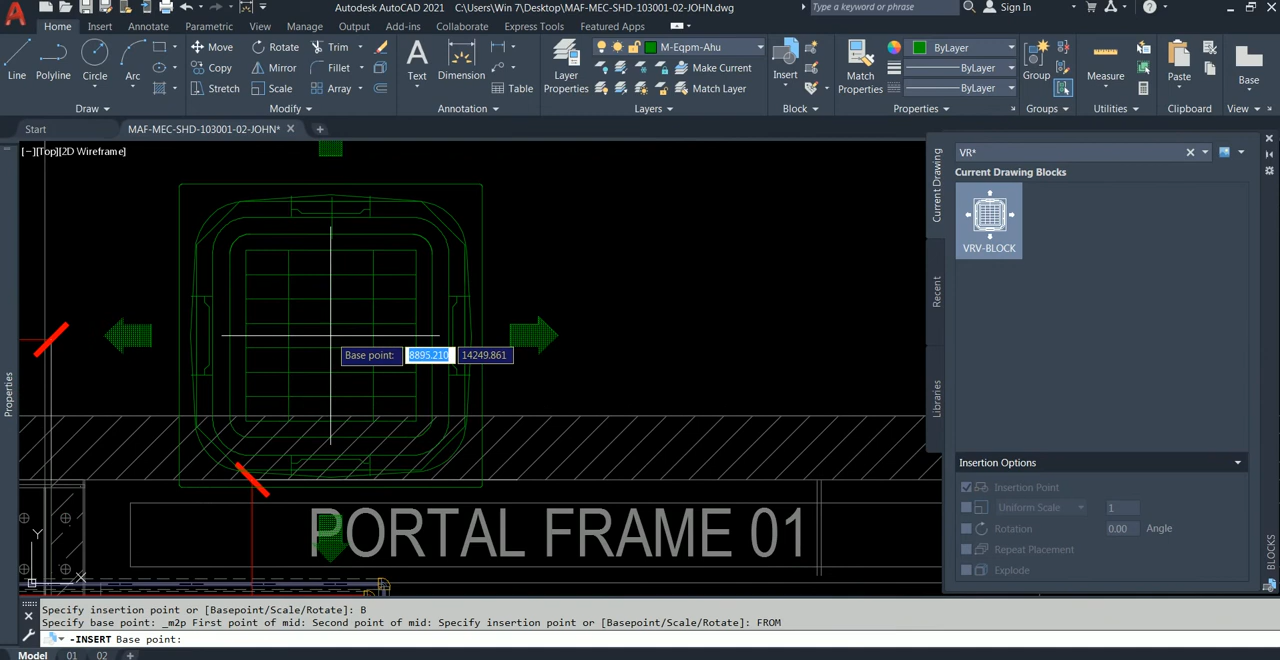 Autodesk AutoCAD 2021 C:\Users\Win 7\Desktop\MAF-MEC-SHD-103001-02-JOHN.dwg
Type a keyword or phrase
Sign In
Home Insert Annotate Parametric View Manage Output Add-ins Collaborate Express Tools Featured Apps
Line Polyline Circle Arc
Move Rotate Trim
Copy Mirror Fillet
Stretch Scale Array
Text Dimension Table
Layer Properties
M-Eqpm-Ahu
Make Current
Match Layer
Insert
Match Properties
ByLayer
ByLayer
ByLayer
Group
Measure
Paste
Base
Draw Modify Annotation Layers Block Properties Groups Utilities Clipboard View
Start MAF-MEC-SHD-103001-02-JOHN*
[−][Top][2D Wireframe]
VR*
Current Drawing Blocks
VRV-BLOCK
Current Drawing
Recent
Libraries
Properties
Base point: 8895.210 14249.861
PORTAL FRAME 01
Y
X
Insertion Options
Insertion Point
Uniform Scale 1
Rotation 0.00 Angle
Repeat Placement
Explode
BLOCKS
Specify insertion point or [Basepoint/Scale/Rotate]: B
Specify base point: _m2p First point of mid: Second point of mid: Specify insertion point or [Basepoint/Scale/Rotate]: FROM
-INSERT Base point:
Model 01 02